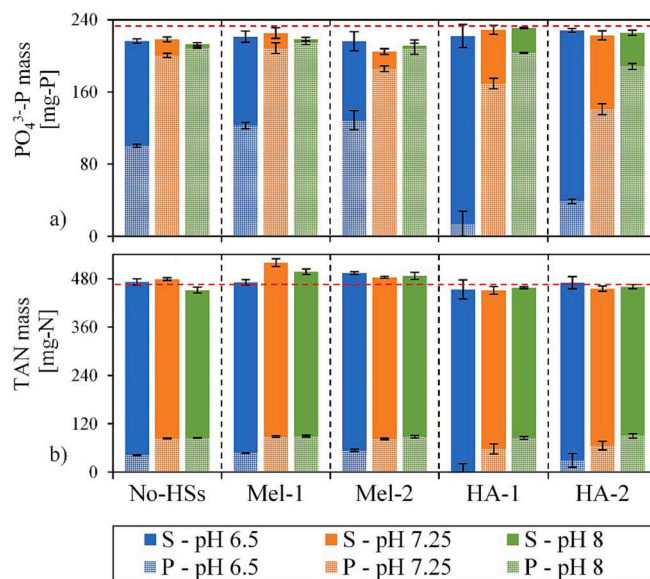 PO₄³⁻-P mass
[mg-P]
240
160
80
0
a)
TAN mass
[mg-N]
480
360
240
120
0
b)
No-HSs Mel-1 Mel-2 HA-1 HA-2
S - pH 6.5 S - pH 7.25 S - pH 8
P - pH 6.5 P - pH 7.25 P - pH 8